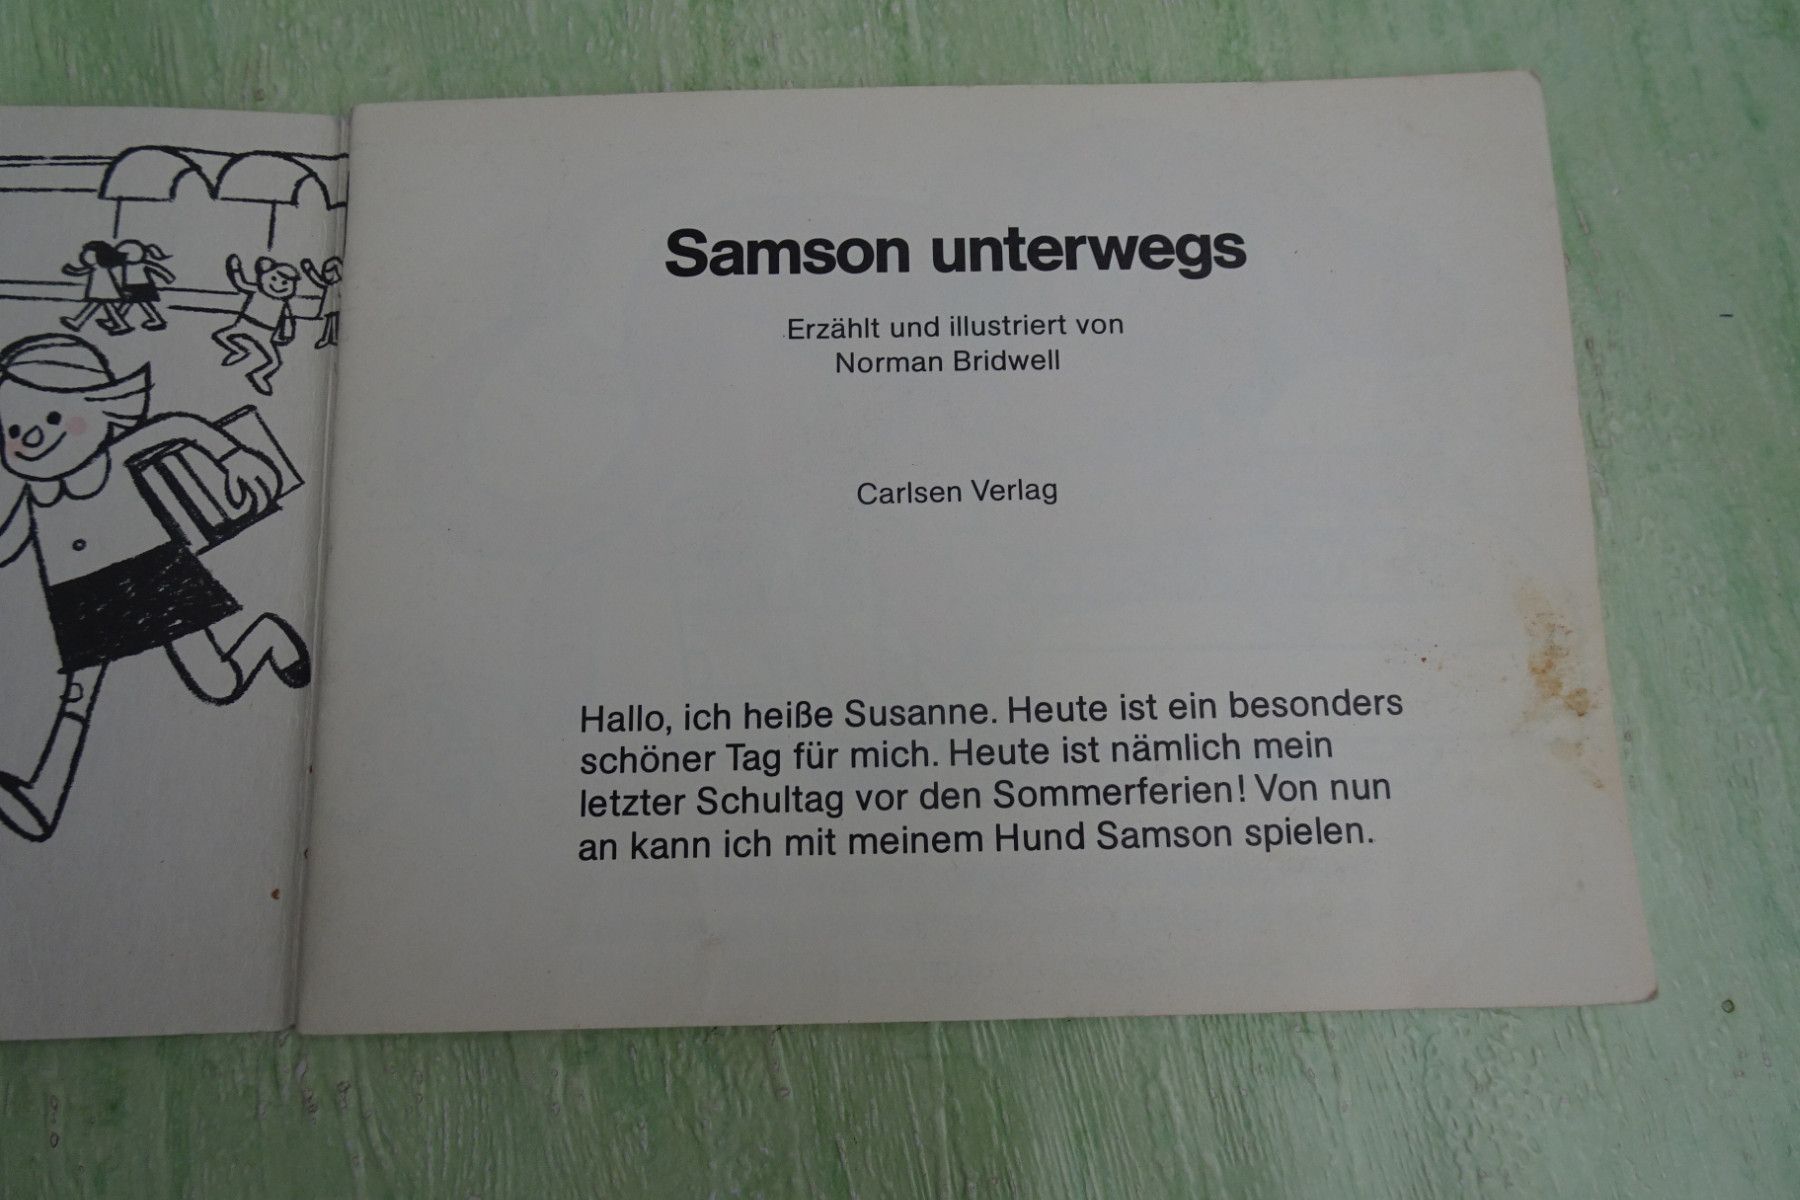 Samson unterwegs
Erzählt und illustriert von
Norman Bridwell
Carlsen Verlag
Hallo, ich heiße Susanne. Heute ist ein besonders
schöner Tag für mich. Heute ist nämlich mein
letzter Schultag vor den Sommerferien! Von nun
an kann ich mit meinem Hund Samson spielen.